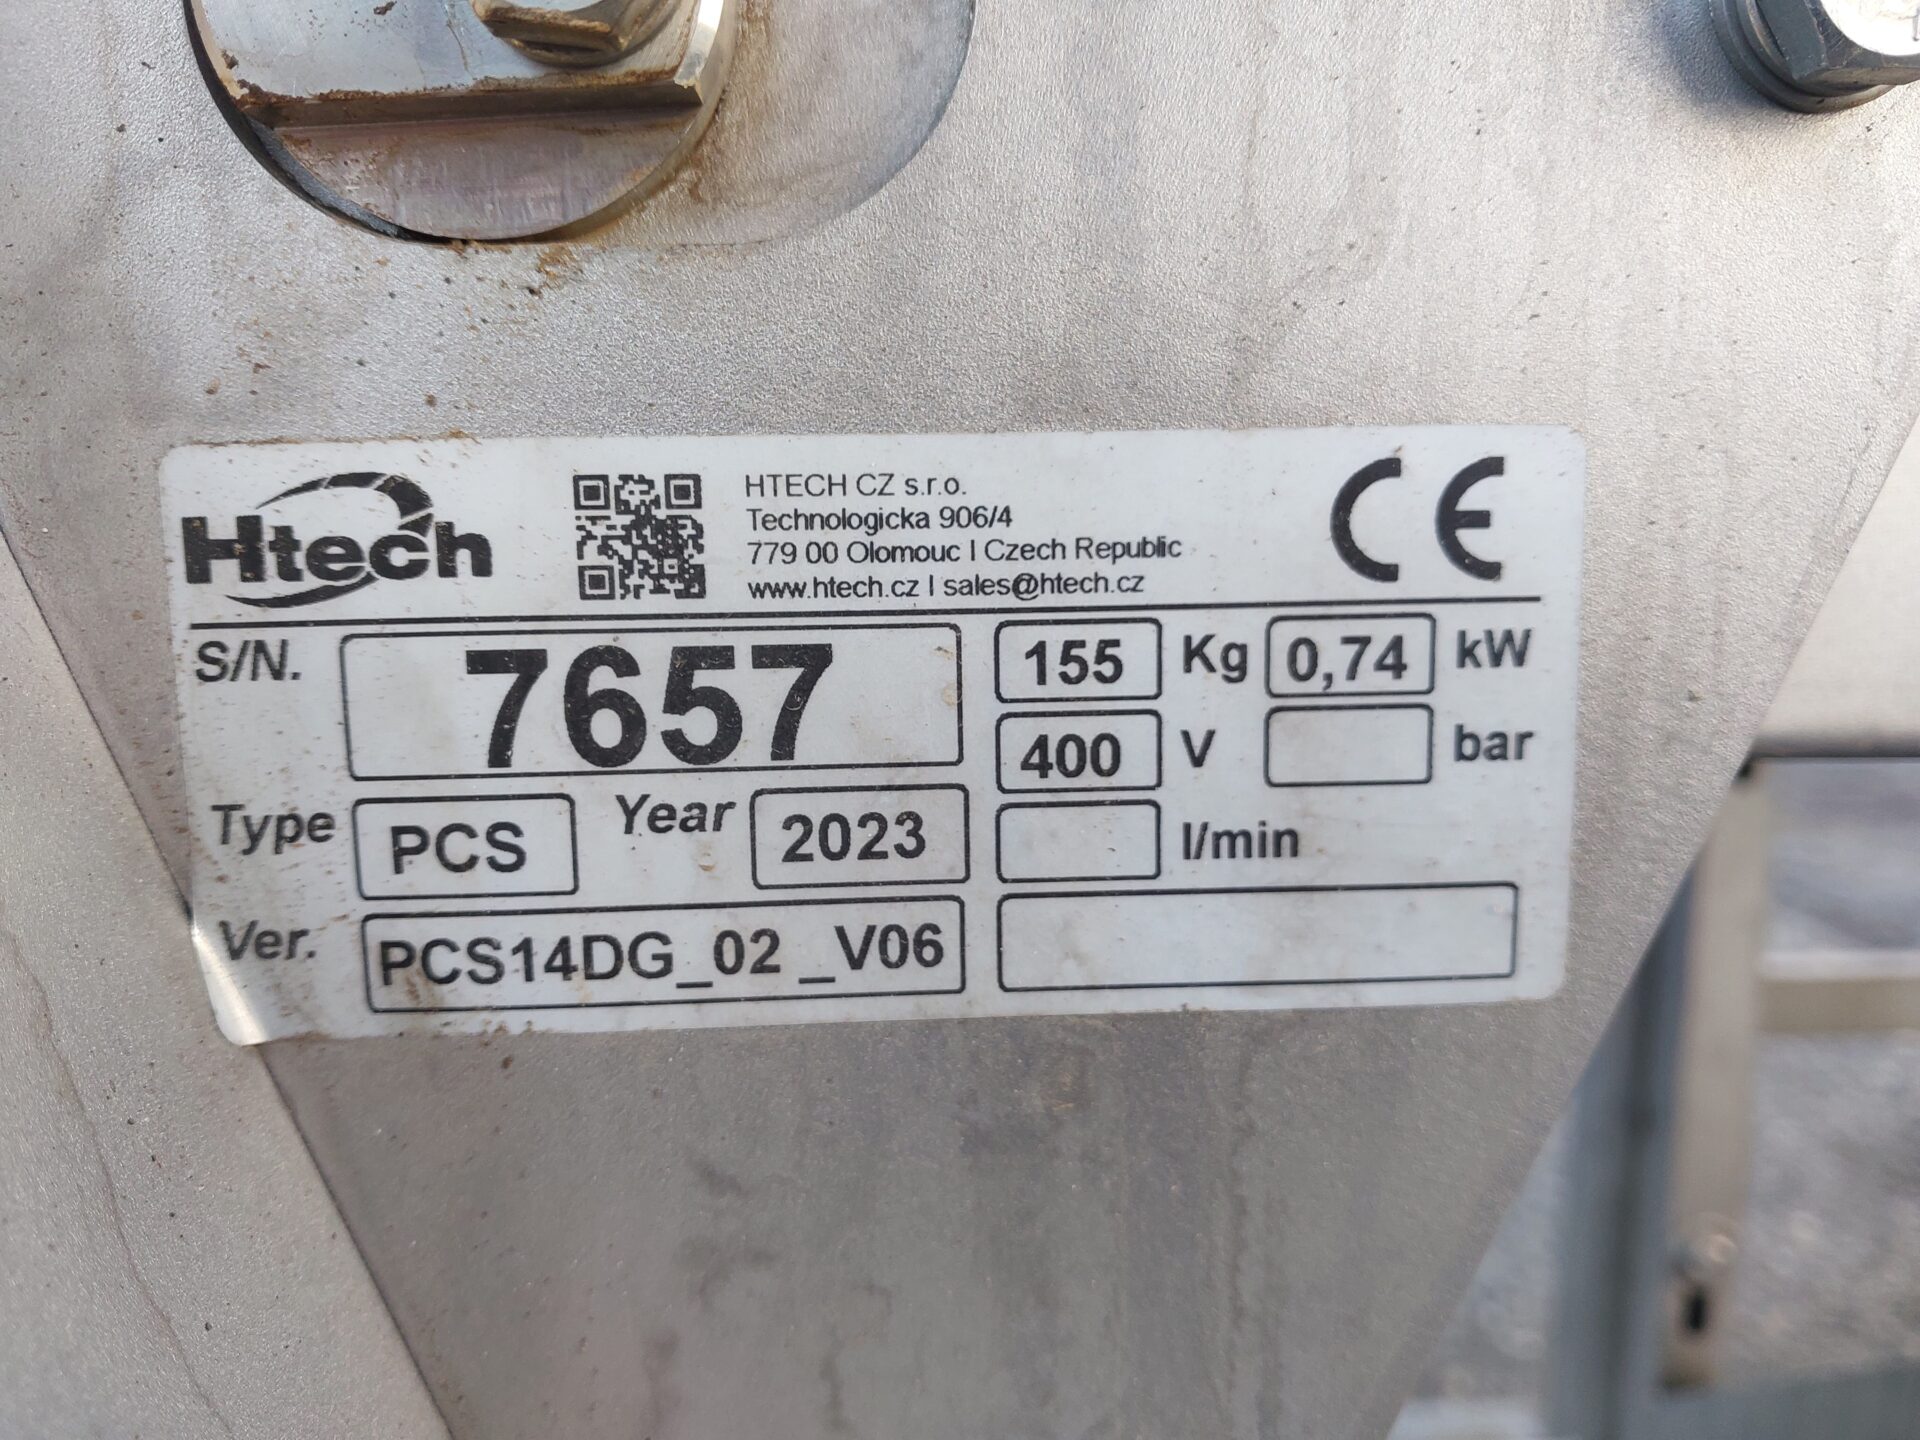 Htech
HTECH CZ s.r.o.
Technologicka 906/4
779 00 Olomouc | Czech Republic
www.htech.cz | sales@htech.cz
CE
S/N. 7657
155 Kg 0,74 kW
400 V bar
Type PCS Year 2023
l/min
Ver. PCS14DG_02 _V06